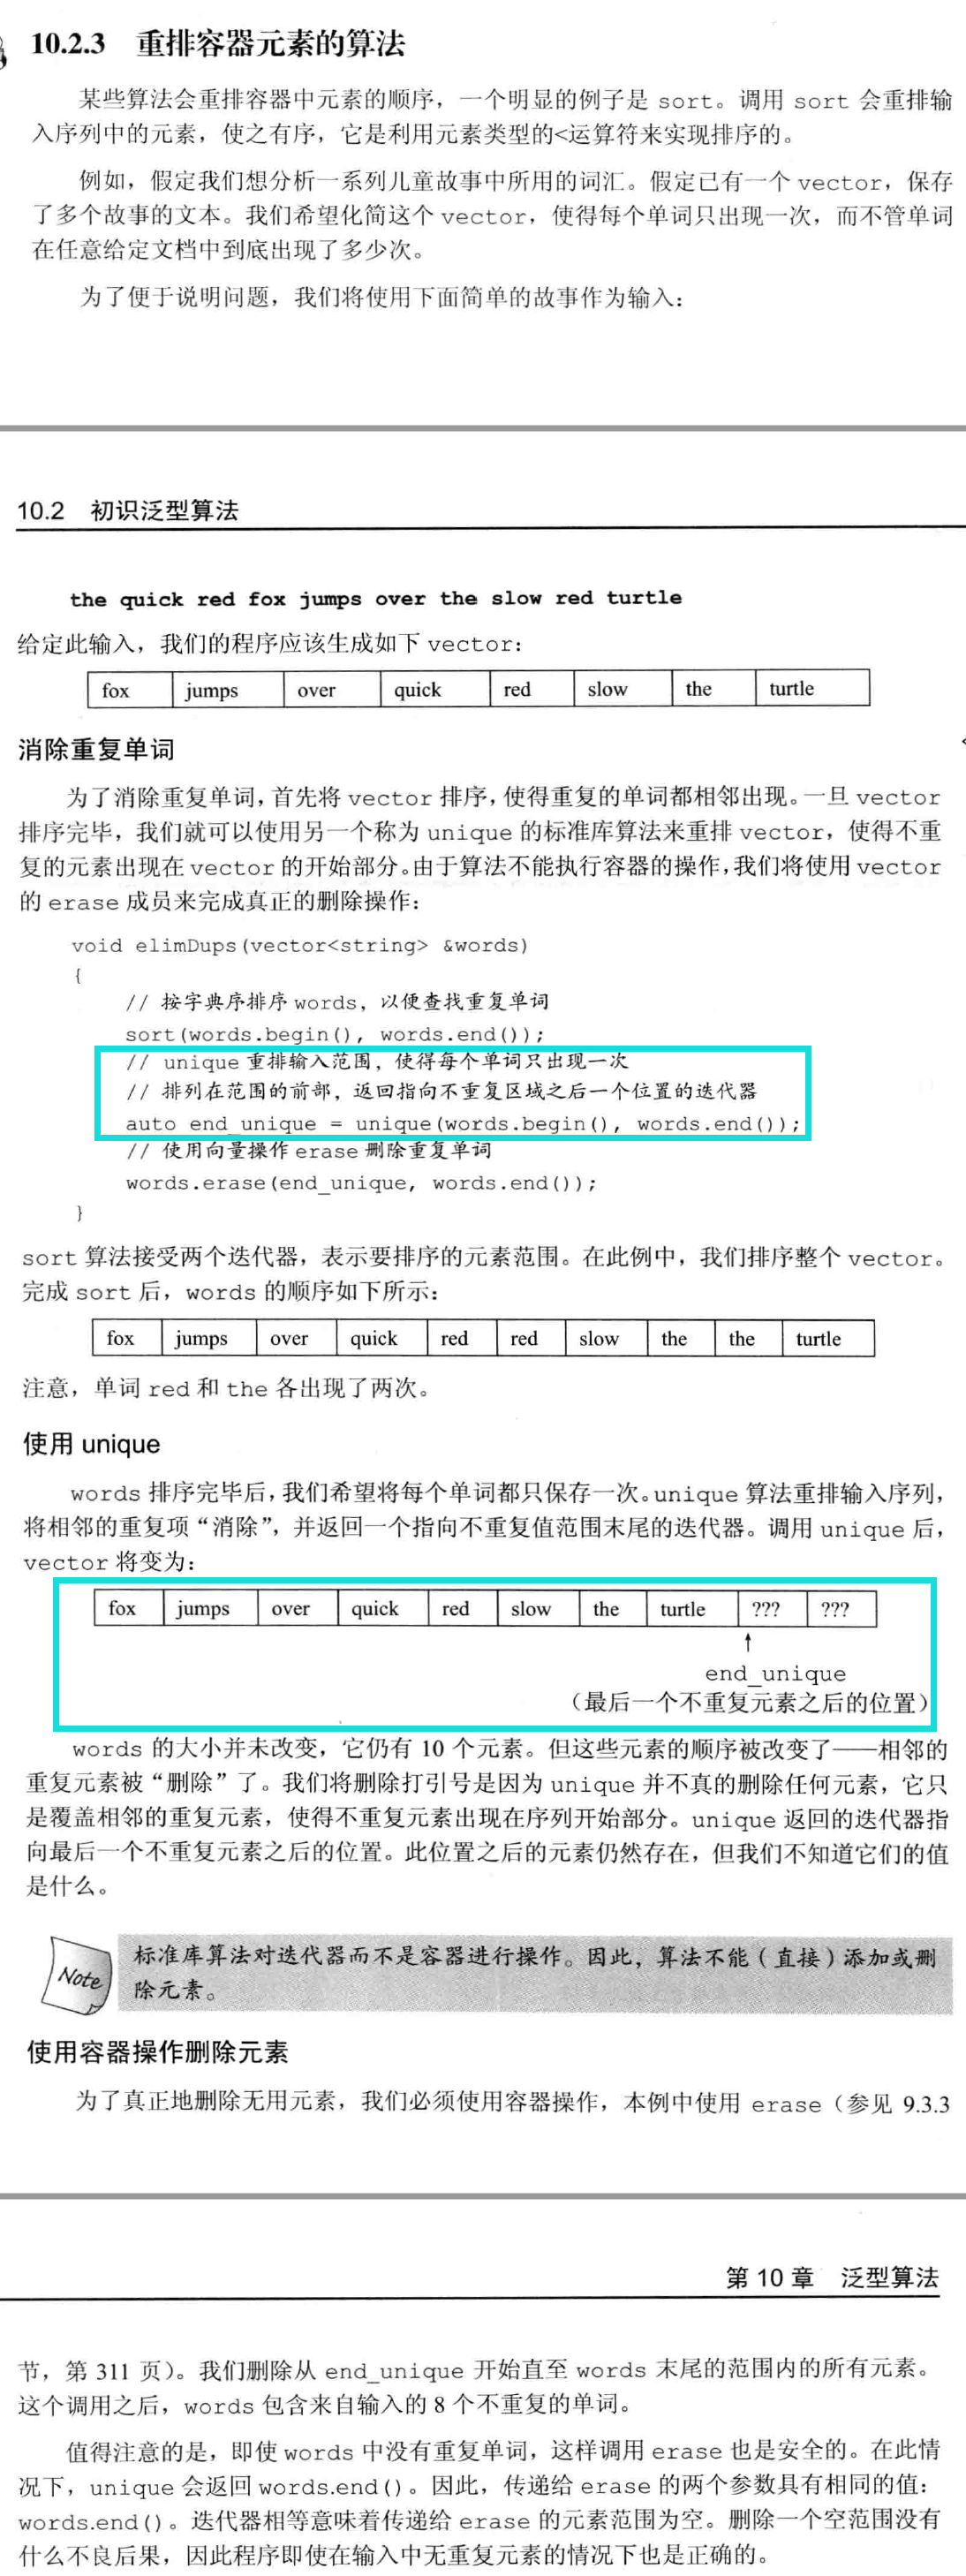 10.2.3 重排容器元素的算法
某些算法会重排容器中元素的顺序，一个明显的例子是 sort。调用 sort 会重排输
入序列中的元素，使之有序，它是利用元素类型的<运算符来实现排序的。
例如，假定我们想分析一系列儿童故事中所用的词汇。假定已有一个 vector，保存
了多个故事的文本。我们希望化简这个 vector，使得每个单词只出现一次，而不管单词
在任意给定文档中到底出现了多少次。
为了便于说明问题，我们将使用下面简单的故事作为输入：
10.2 初识泛型算法
the quick red fox jumps over the slow red turtle
给定此输入，我们的程序应该生成如下 vector：
fox jumps over quick red slow the turtle
消除重复单词
为了消除重复单词，首先将 vector 排序，使得重复的单词都相邻出现。一旦 vector
排序完毕，我们就可以使用另一个称为 unique 的标准库算法来重排 vector，使得不重
复的元素出现在 vector 的开始部分。由于算法不能执行容器的操作，我们将使用 vector
的 erase 成员来完成真正的删除操作：
void elimDups(vector<string> &words)
{
// 按字典序排序 words，以便查找重复单词
sort(words.begin(), words.end());
// unique 重排输入范围，使得每个单词只出现一次
// 排列在范围的前部，返回指向不重复区域之后一个位置的迭代器
auto end_unique = unique(words.begin(), words.end());
// 使用向量操作 erase 删除重复单词
words.erase(end_unique, words.end());
}
sort 算法接受两个迭代器，表示要排序的元素范围。在此例中，我们排序整个 vector。
完成 sort 后，words 的顺序如下所示：
fox jumps over quick red red slow the the turtle
注意，单词 red 和 the 各出现了两次。
使用 unique
words 排序完毕后，我们希望将每个单词都只保存一次。unique 算法重排输入序列，
将相邻的重复项“消除”，并返回一个指向不重复值范围末尾的迭代器。调用 unique 后，
vector 将变为：
fox jumps over quick red slow the turtle ??? ???
end_unique
（最后一个不重复元素之后的位置）
words 的大小并未改变，它仍有 10 个元素。但这些元素的顺序被改变了——相邻的
重复元素被“删除”了。我们将删除打引号是因为 unique 并不真的删除任何元素，它只
是覆盖相邻的重复元素，使得不重复元素出现在序列开始部分。unique 返回的迭代器指
向最后一个不重复元素之后的位置。此位置之后的元素仍然存在，但我们不知道它们的值
是什么。
Note
标准库算法对迭代器而不是容器进行操作。因此，算法不能（直接）添加或删
除元素。
使用容器操作删除元素
为了真正地删除无用元素，我们必须使用容器操作，本例中使用 erase（参见 9.3.3
第 10 章 泛型算法
节，第 311 页）。我们删除从 end_unique 开始直至 words 末尾的范围内的所有元素。
这个调用之后，words 包含来自输入的 8 个不重复的单词。
值得注意的是，即使 words 中没有重复单词，这样调用 erase 也是安全的。在此情
况下，unique 会返回 words.end()。因此，传递给 erase 的两个参数具有相同的值：
words.end()。迭代器相等意味着传递给 erase 的元素范围为空。删除一个空范围没有
什么不良后果，因此程序即使在输入中无重复元素的情况下也是正确的。